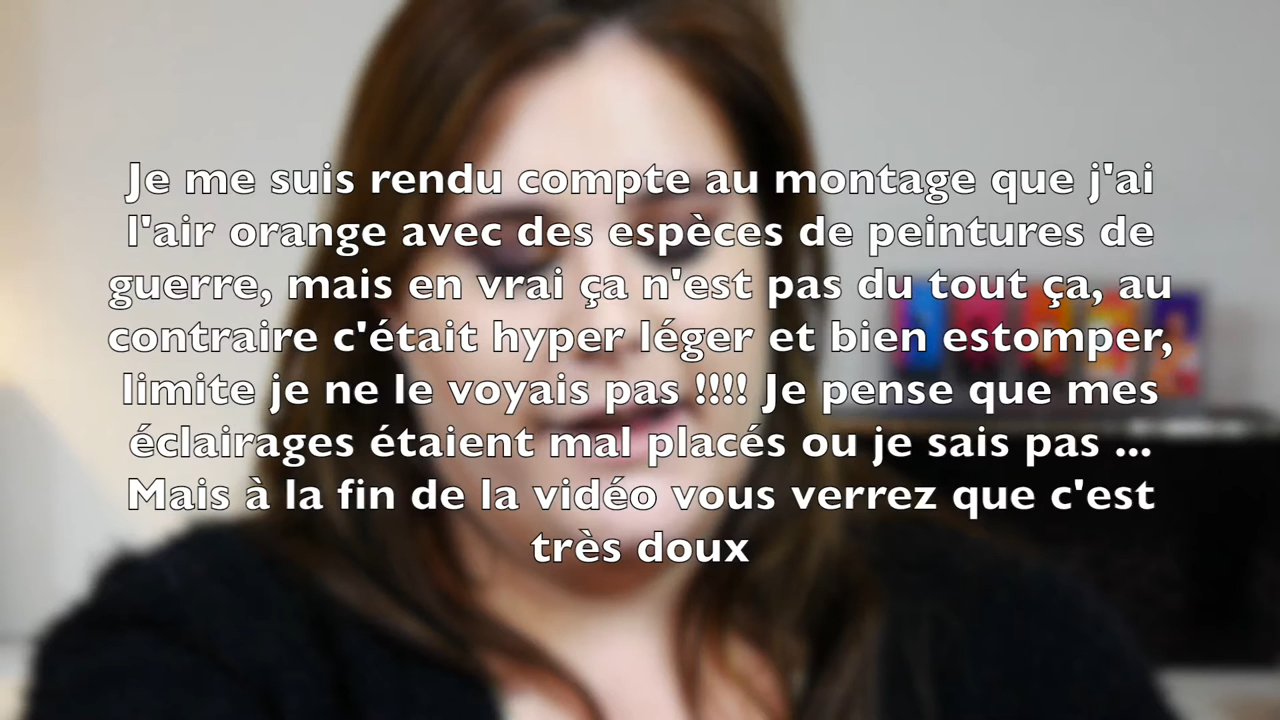 Je me suis rendu compte au montage que j'ai
l'air orange avec des espèces de peintures de
guerre, mais en vrai ça n'est pas du tout ça, au
contraire c'était hyper léger et bien estomper,
limite je ne le voyais pas !!!! Je pense que mes
éclairages étaient mal placés ou je sais pas ...
Mais à la fin de la vidéo vous verrez que c'est
très doux